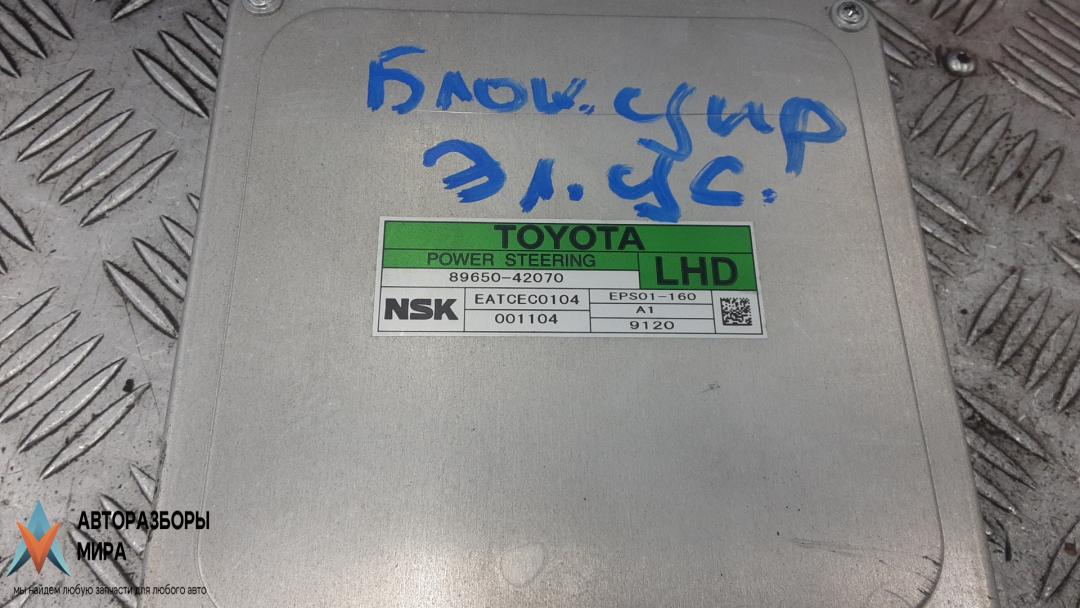 Блок. упр
Эл. ус.
TOYOTA
POWER STEERING
LHD
89650-42070
NSK
EATCEC0104
001104
EPS01-160
A1
9120
АВТОРАЗБОРЫ
МИРА
мы найдем любую запчасти для любого авто